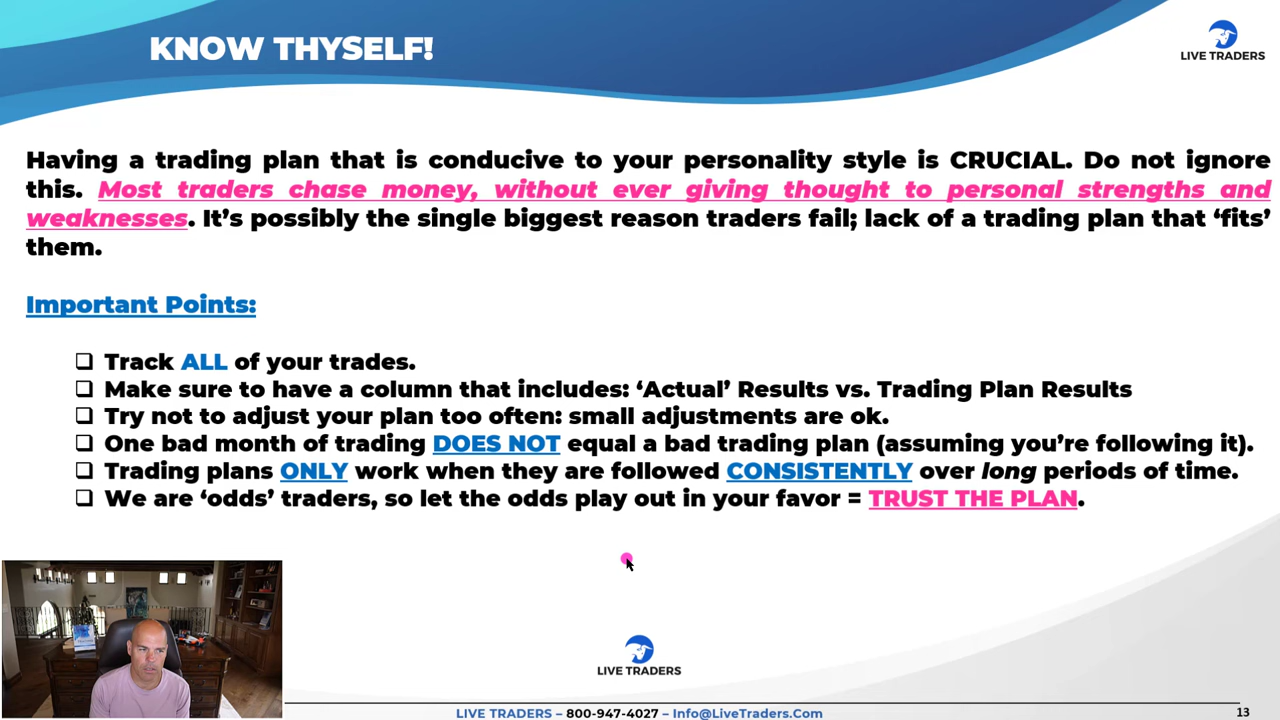 KNOW THYSELF!
LIVE TRADERS
Having a trading plan that is conducive to your personality style is CRUCIAL. Do not ignore
this. Most traders chase money, without ever giving thought to personal strengths and
weaknesses. It’s possibly the single biggest reason traders fail; lack of a trading plan that ‘fits’
them.
Important Points:
❑ Track ALL of your trades.
❑ Make sure to have a column that includes: ‘Actual’ Results vs. Trading Plan Results
❑ Try not to adjust your plan too often: small adjustments are ok.
❑ One bad month of trading DOES NOT equal a bad trading plan (assuming you’re following it).
❑ Trading plans ONLY work when they are followed CONSISTENTLY over long periods of time.
❑ We are ‘odds’ traders, so let the odds play out in your favor = TRUST THE PLAN.
LIVE TRADERS
LIVE TRADERS – 800-947-4027 – Info@LiveTraders.Com
13